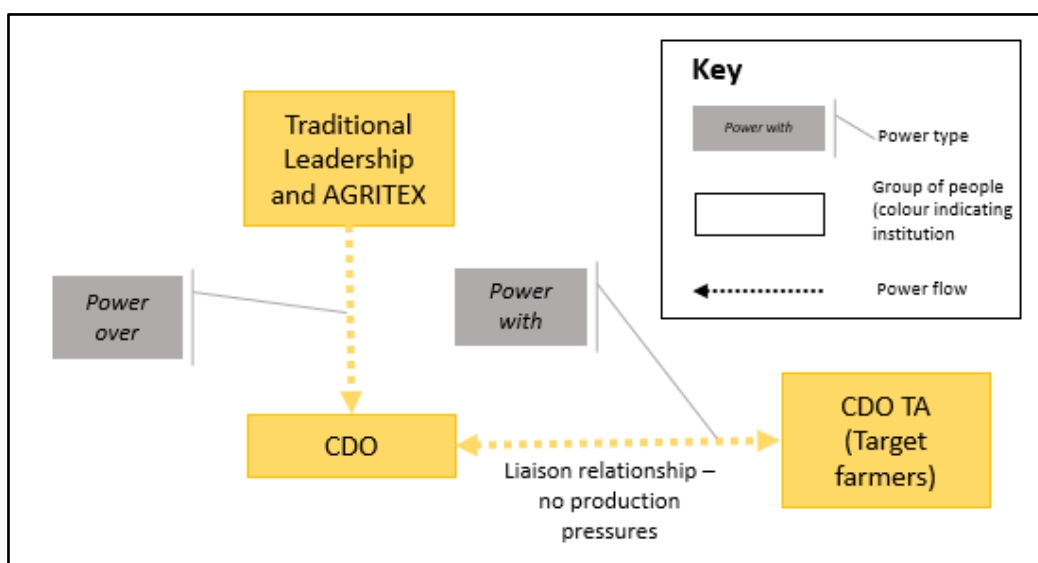 Traditional
Leadership
and AGRITEX
Power
over
Power
with
CDO
CDO TA
(Target
farmers)
Liaison relationship –
no production
pressures
Key
Power with
Power type
Group of people
(colour indicating
institution
Power flow